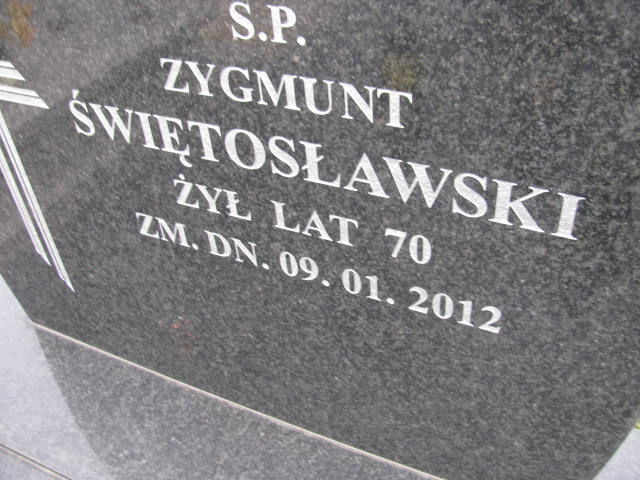 S.P.
ZYGMUNT
ŚWIĘTOSŁAWSKI
ŻYŁ LAT 70
ZM. DN. 09. 01. 2012